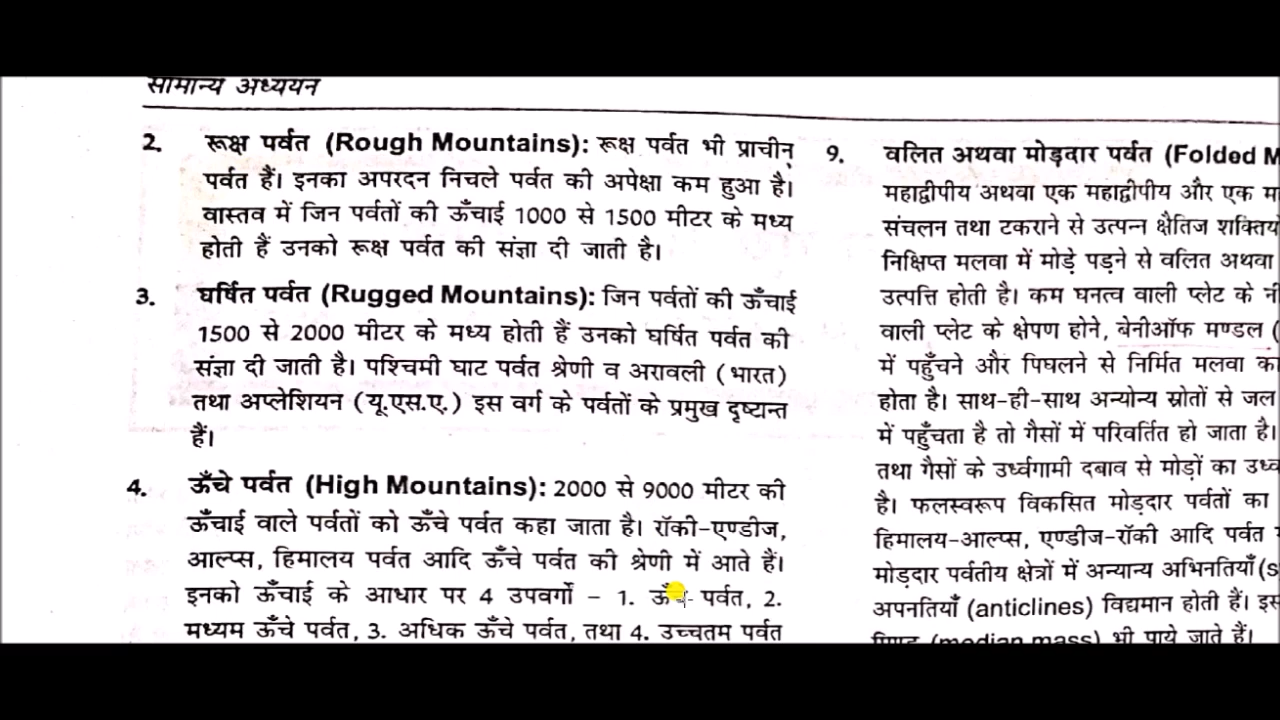 सामान्य अध्ययन
2. रूक्ष पर्वत (Rough Mountains): रूक्ष पर्वत भी प्राचीन
पर्वत हैं। इनका अपरदन निचले पर्वत की अपेक्षा कम हुआ है।
वास्तव में जिन पर्वतों की ऊँचाई 1000 से 1500 मीटर के मध्य
होती हैं उनको रूक्ष पर्वत की संज्ञा दी जाती है।
3. घर्षित पर्वत (Rugged Mountains): जिन पर्वतों की ऊँचाई
1500 से 2000 मीटर के मध्य होती हैं उनको घर्षित पर्वत की
संज्ञा दी जाती है। पश्चिमी घाट पर्वत श्रेणी व अरावली (भारत)
तथा अप्लेशियन (यू.एस.ए.) इस वर्ग के पर्वतों के प्रमुख दृष्टान्त
हैं।
4. ऊँचे पर्वत (High Mountains): 2000 से 9000 मीटर की
ऊँचाई वाले पर्वतों को ऊँचे पर्वत कहा जाता है। रॉकी-एण्डीज,
आल्प्स, हिमालय पर्वत आदि ऊँचे पर्वत की श्रेणी में आते हैं।
इनको ऊँचाई के आधार पर 4 उपवर्गो – 1. ऊँचे पर्वत, 2.
मध्यम ऊँचे पर्वत, 3. अधिक ऊँचे पर्वत, तथा 4. उच्चतम पर्वत
9. वलित अथवा मोड़दार पर्वत (Folded M
महाद्वीपीय अथवा एक महाद्वीपीय और एक म
संचलन तथा टकराने से उत्पन्न क्षैतिज शक्तिय
निक्षिप्त मलवा में मोड़े पड़ने से वलित अथवा
उत्पत्ति होती है। कम घनत्व वाली प्लेट के नी
वाली प्लेट के क्षेपण होने, बेनीऑफ मण्डल (
में पहुँचने और पिघलने से निर्मित मलवा का
होता है। साथ-ही-साथ अन्योन्य स्रोतों से जल
में पहुँचता है तो गैसों में परिवर्तित हो जाता है।
तथा गैसों के उर्ध्वगामी दबाव से मोड़ों का उध्व
है। फलस्वरूप विकसित मोड़दार पर्वतों का
हिमालय-आल्प्स, एण्डीज-रॉकी आदि पर्वत
मोड़दार पर्वतीय क्षेत्रों में अन्यान्य अभिनतियाँ (s
अपनतियाँ (anticlines) विद्यमान होती हैं। इस
(median mass) भी पाये जाते हैं।